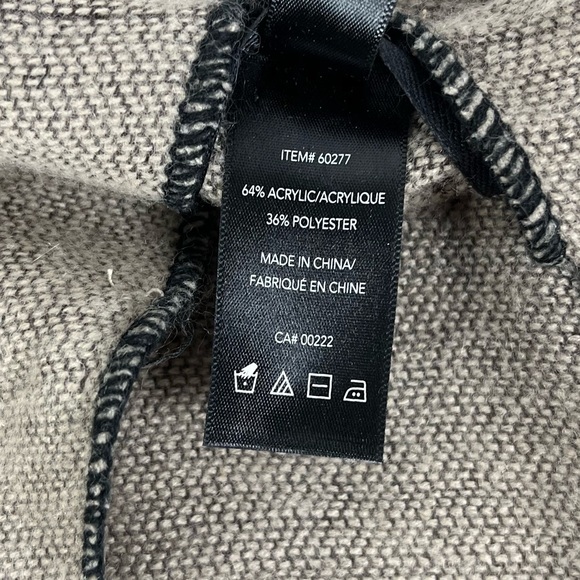 ITEM# 60277
64% ACRYLIC/ACRYLIQUE
36% POLYESTER
MADE IN CHINA/
FABRIQUÉ EN CHINE
CA# 00222